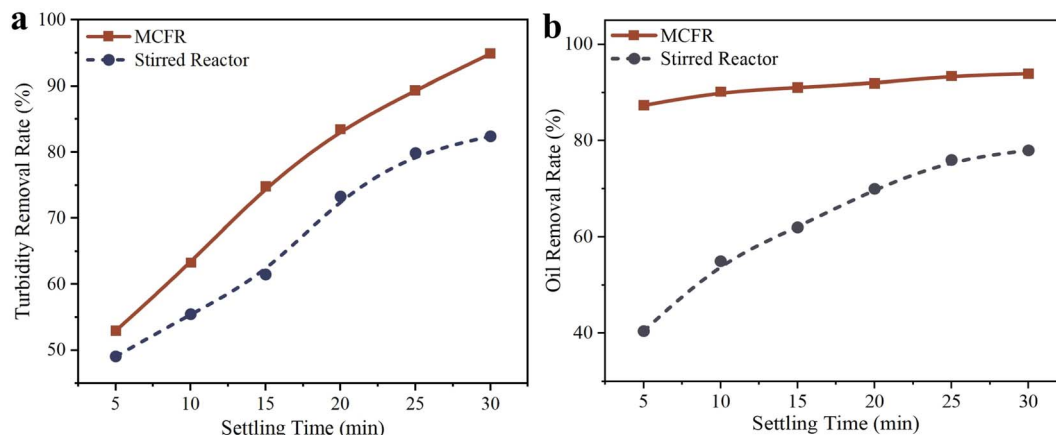 a
MCFR
Stirred Reactor
Turbidity Removal Rate (%)
100
90
80
70
60
50
5 10 15 20 25 30
Settling Time (min)
b
MCFR
Stirred Reactor
Oil Removal Rate (%)
100
80
60
40
5 10 15 20 25 30
Settling Time (min)